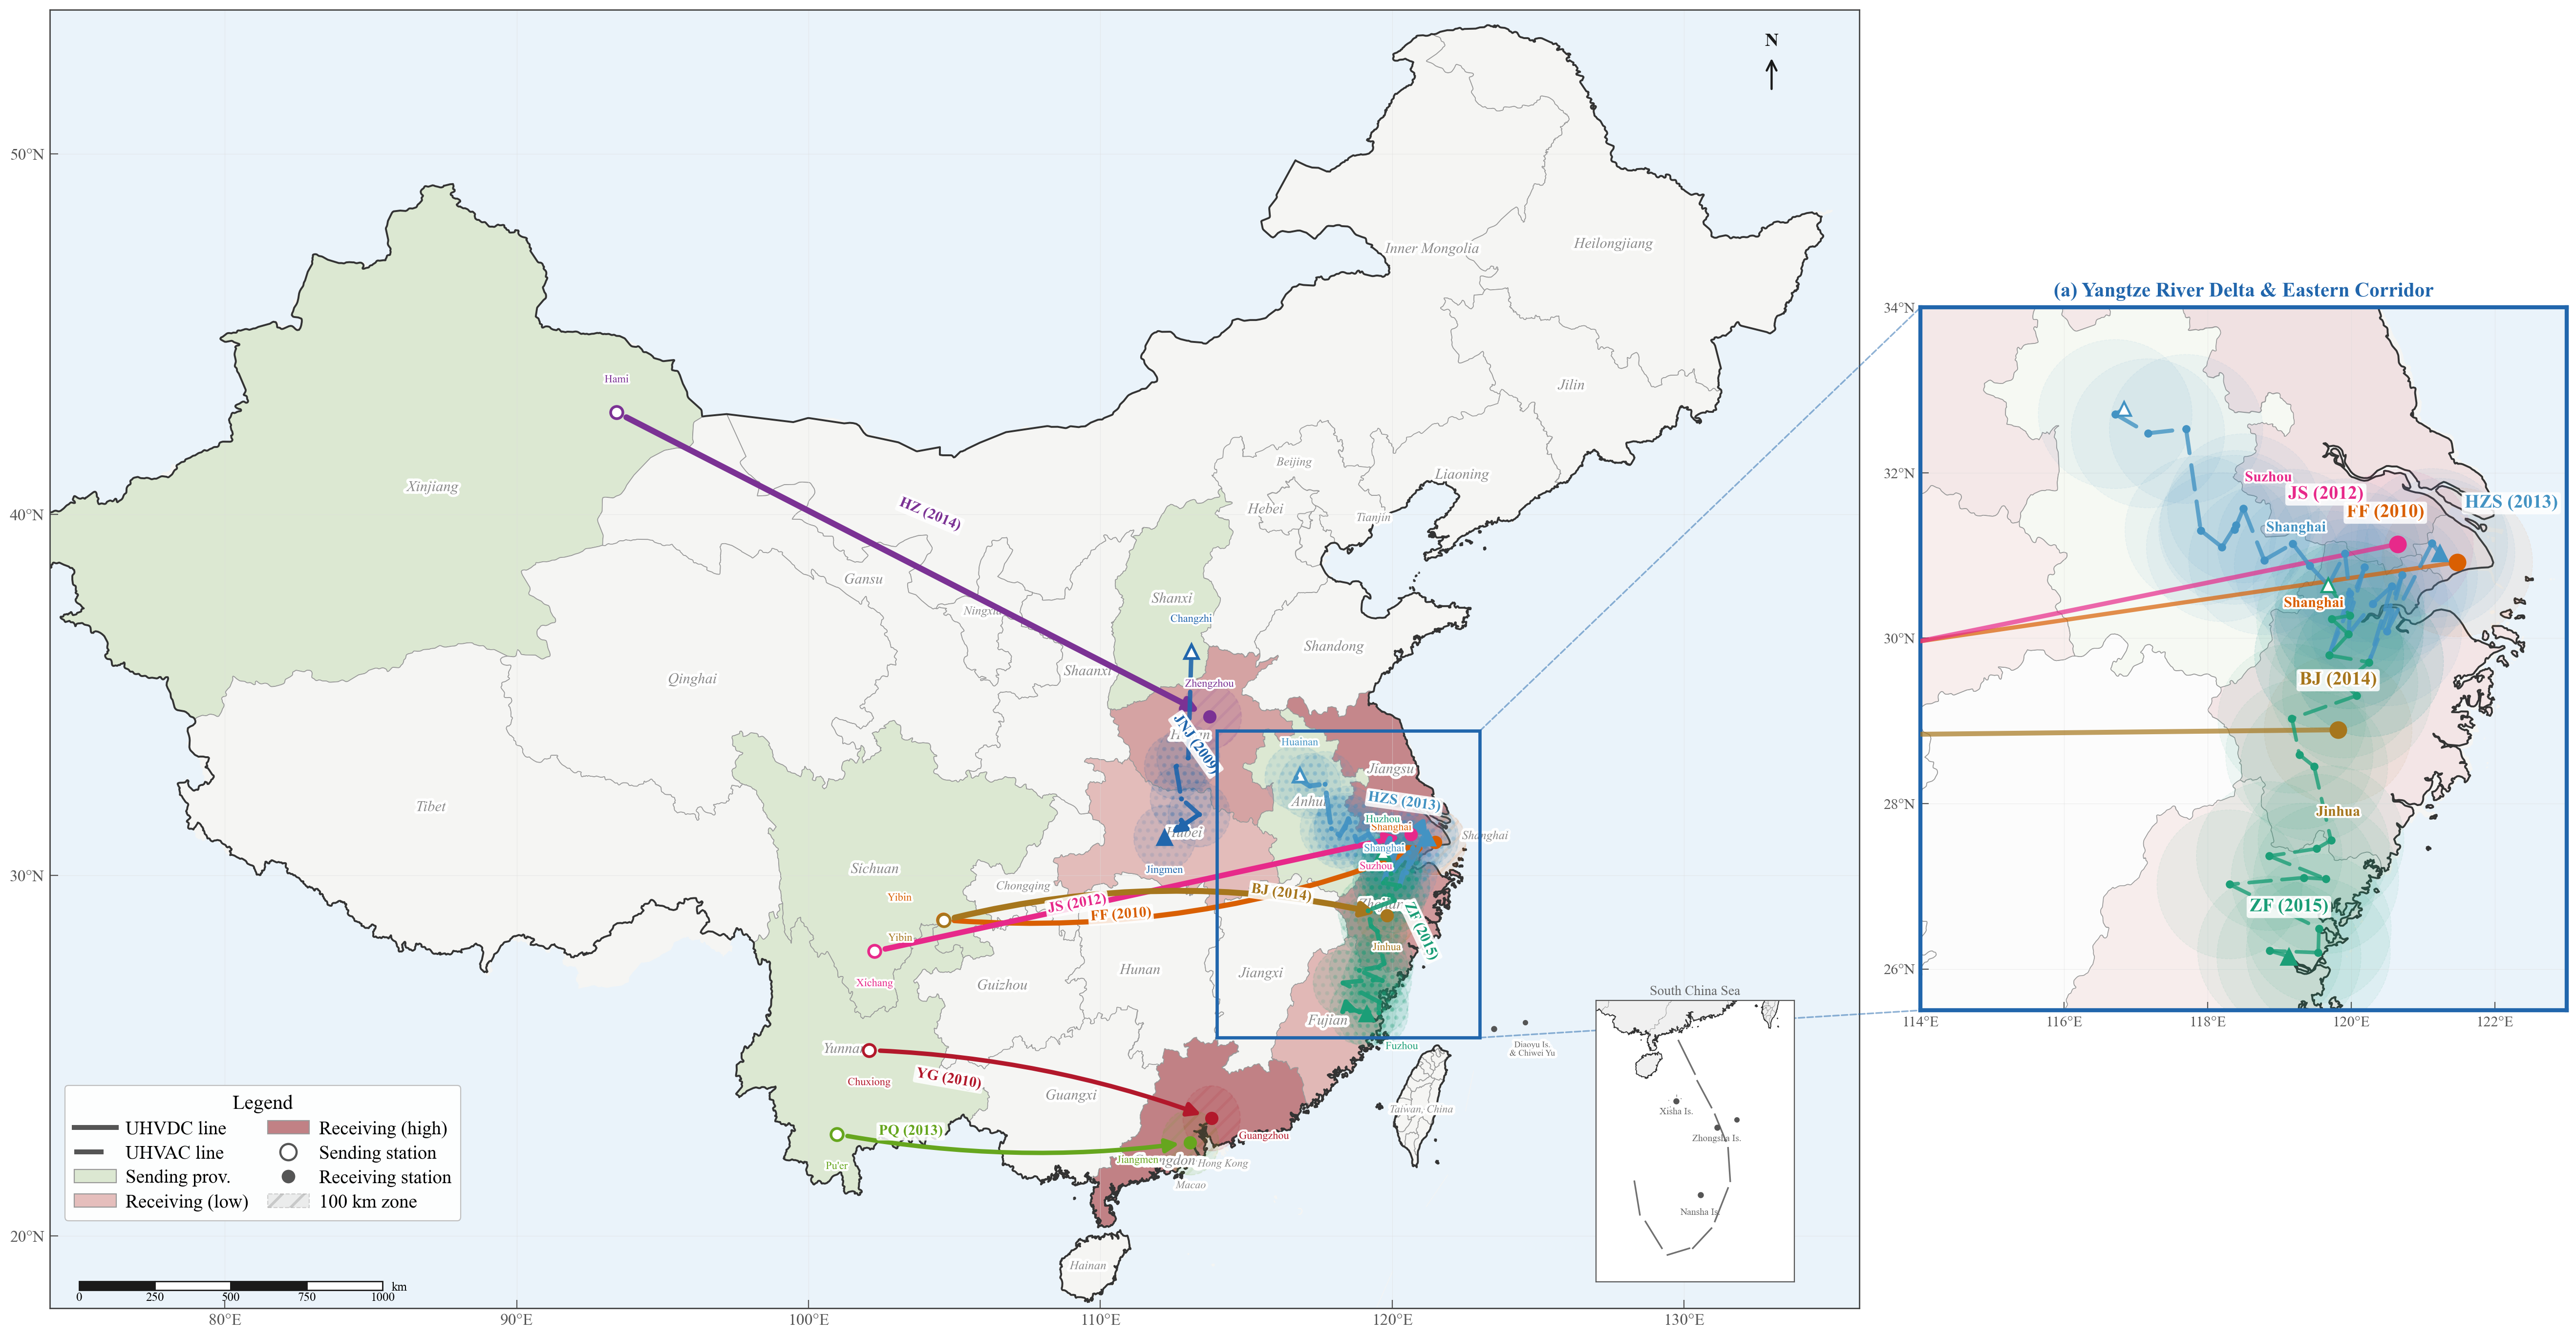 N
50°N
40°N
30°N
20°N
80°E
90°E
100°E
110°E
120°E
130°E
Inner Mongolia
Heilongjiang
Jilin
Liaoning
Beijing
Hebei
Tianjin
Hami
Xinjiang
HZ (2014)
Gansu
Ningxia
Shanxi
Changzhi
Shandong
Shaanxi
Qinghai
Zhengzhou
JNJ (2009)
Huainan
Jiangsu
Tibet
Anhui
HZS (2013)
Huzhou
Shanghai
Shanghai
Shanghai
Hubei
Suzhou
Jingmen
Sichuan
Chongqing
Yibin
BJ (2014)
JS (2012)
FF (2010)
ZF (2015)
Yibin
Jinhua
Xichang
Hunan
Jiangxi
Guizhou
Fujian
Fuzhou
Yunnan
Chuxiong
YG (2010)
Guangxi
Taiwan, China
Diaoyu Is.
& Chiwei Yu
PQ (2013)
Guangzhou
Pu'er
Jiangmen
Hong Kong
Macao
Hainan
Legend
UHVDC line
UHVAC line
Sending prov.
Receiving (low)
Receiving (high)
Sending station
Receiving station
100 km zone
0
250
500
750
1000
km
South China Sea
Xisha Is.
Zhongsha Is.
Nansha Is.
(a) Yangtze River Delta & Eastern Corridor
34°N
32°N
30°N
28°N
26°N
114°E
116°E
118°E
120°E
122°E
Suzhou
JS (2012)
HZS (2013)
FF (2010)
Shanghai
Shanghai
BJ (2014)
Jinhua
ZF (2015)